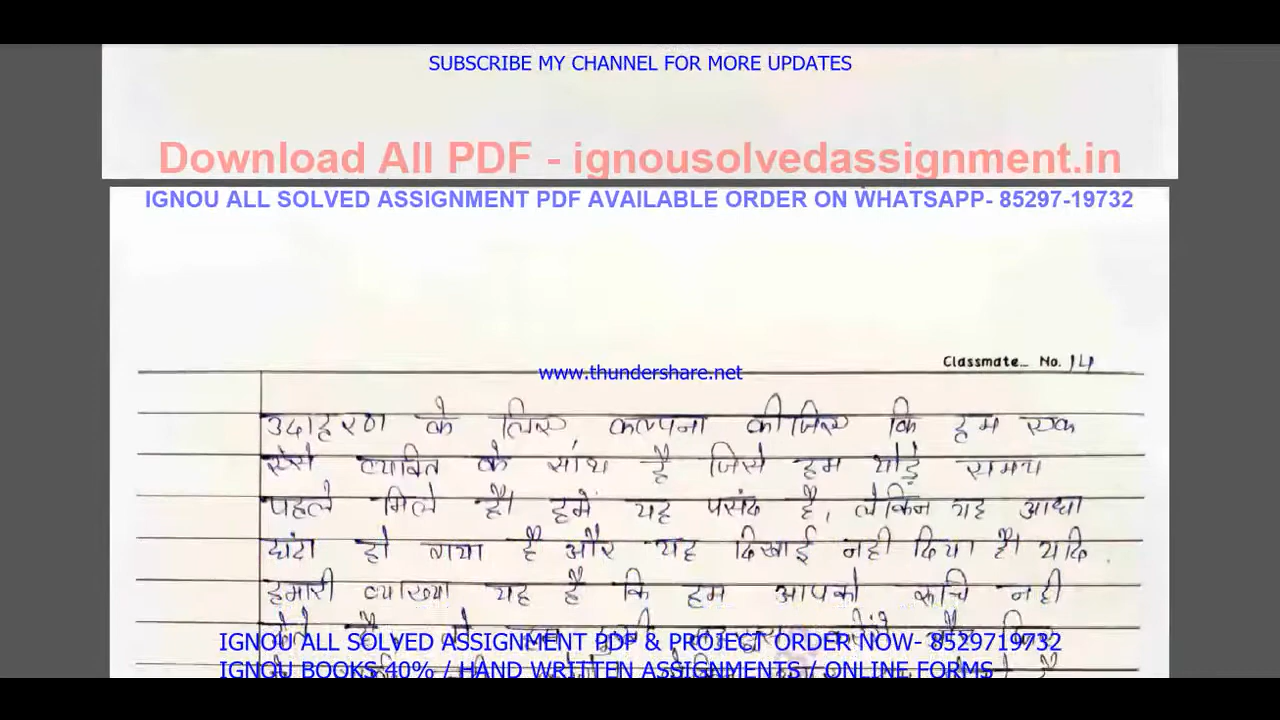 SUBSCRIBE MY CHANNEL FOR MORE UPDATES
Download All PDF - ignousolvedassignment.in
IGNOU ALL SOLVED ASSIGNMENT PDF AVAILABLE ORDER ON WHATSAPP- 85297-19732
Classmate No. 14
www.thundershare.net
उदाहरण के लिए कल्पना कीजिए कि हम एक
ऐसे व्यक्ति के साथ है जिसे हम थोड़े समय
पहले मिले है। हमें यह पसंद है, लेकिन यह आधा
घंटा हो गया है और यह दिखाई नही दिया है। यदि
हमारी व्याख्या यह है कि हम आपको रूचि नही
IGNOU ALL SOLVED ASSIGNMENT PDF & PROJECT ORDER NOW- 8529719732
IGNOU BOOKS 40% / HAND WRITTEN ASSIGNMENTS / ONLINE FORMS